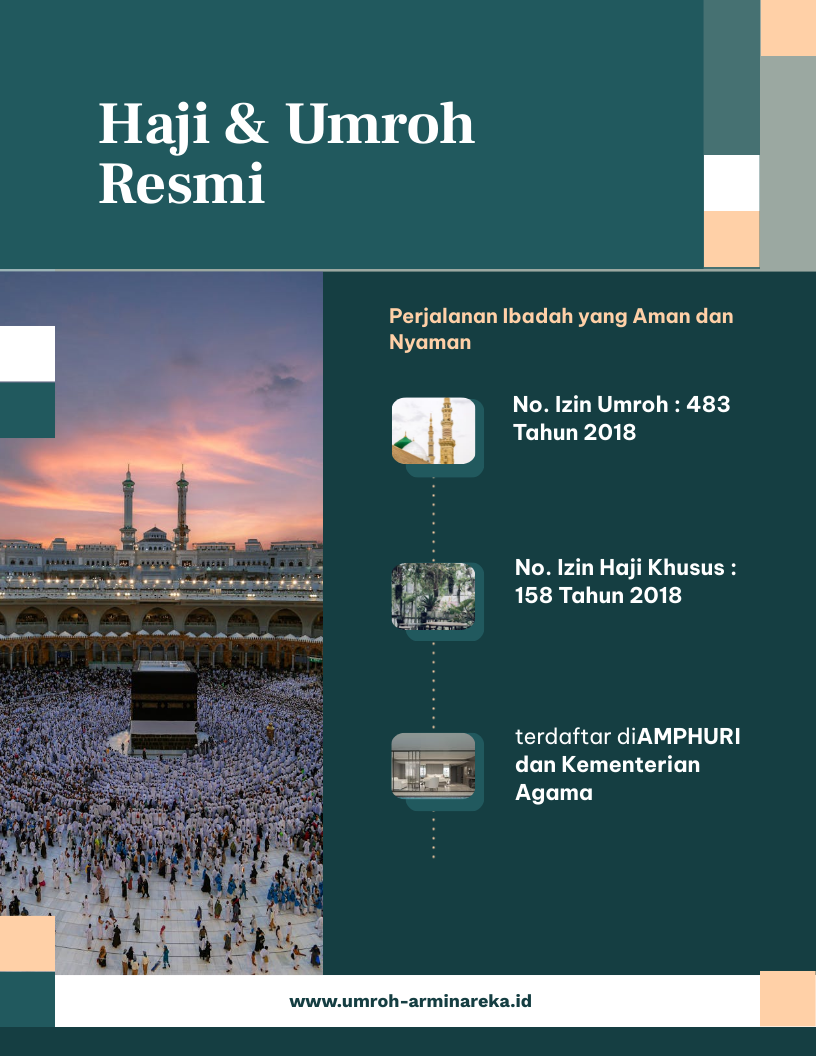 Haji & Umroh
Resmi
Perjalanan Ibadah yang Aman dan
Nyaman
No. Izin Umroh : 483
Tahun 2018
No. Izin Haji Khusus :
158 Tahun 2018
terdaftar diAMPHURI
dan Kementerian
Agama
www.umroh-arminareka.id